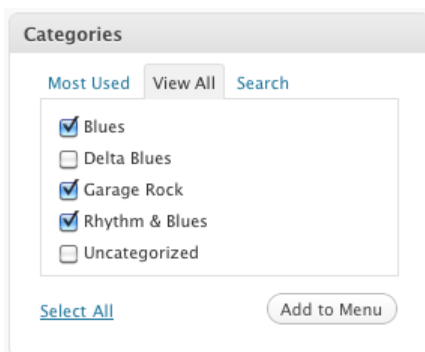 Categories
Most Used View All Search
Blues
Delta Blues
Garage Rock
Rhythm & Blues
Uncategorized
Select All Add to Menu